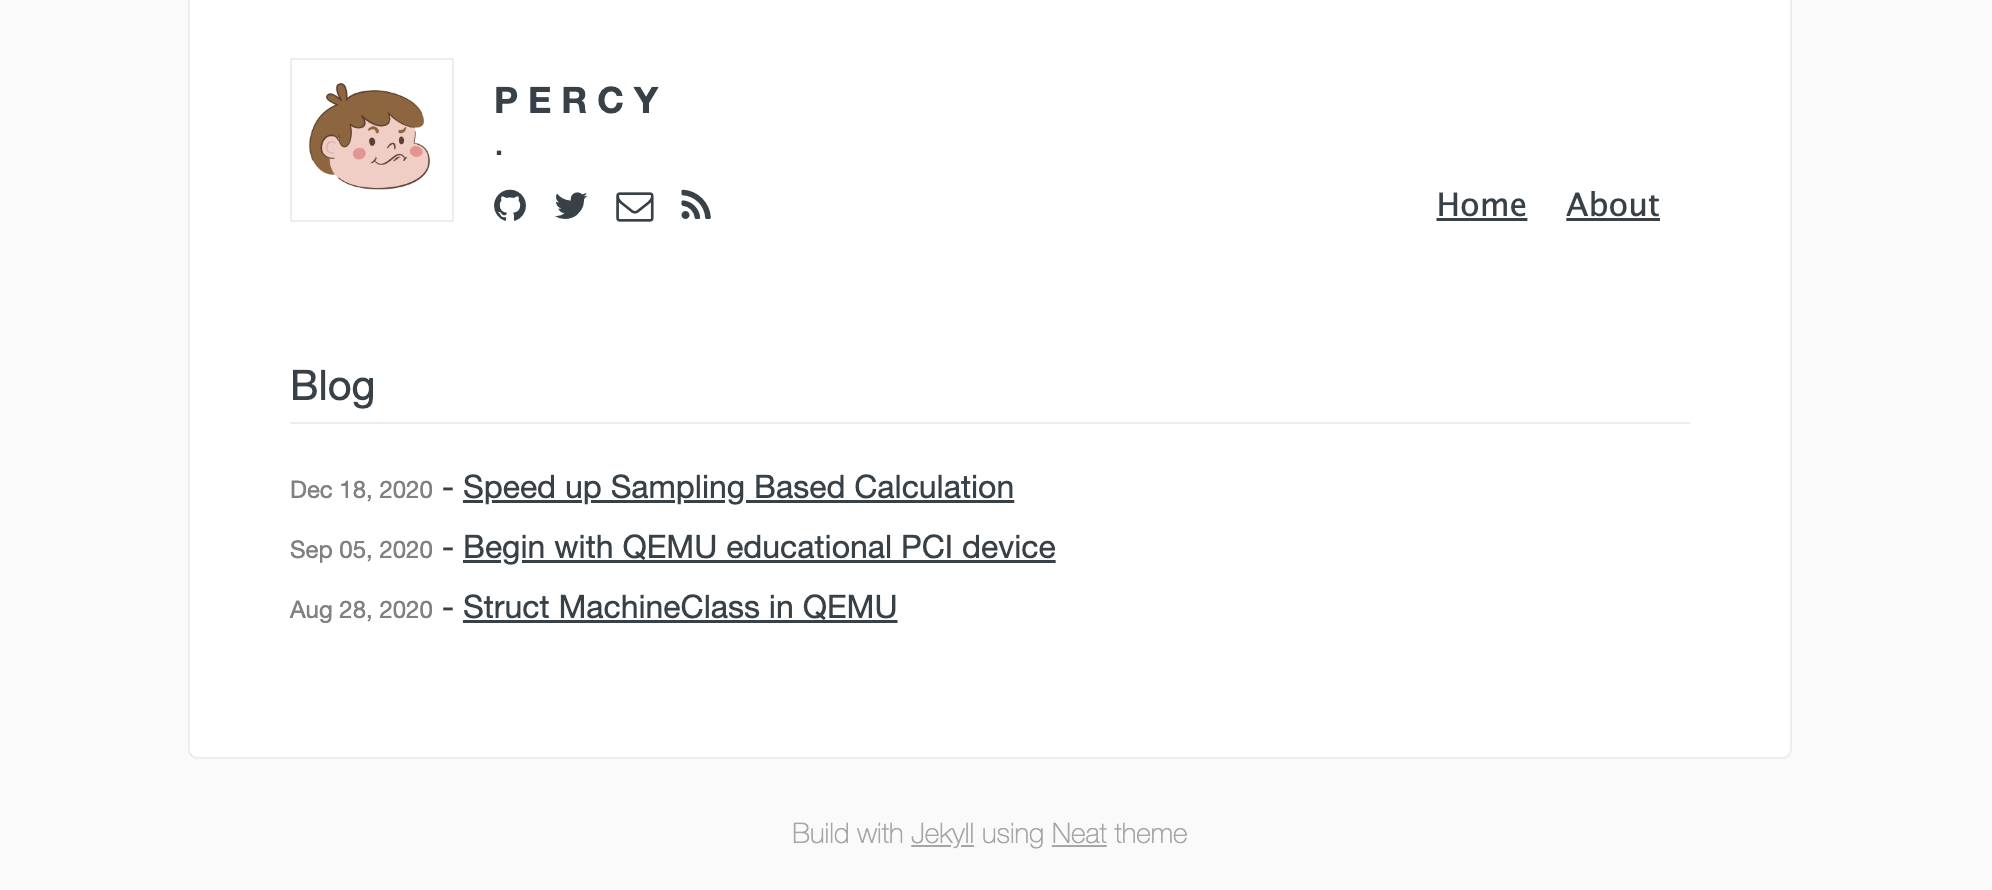 PERCY
.
Home About
Blog
Dec 18, 2020 - Speed up Sampling Based Calculation
Sep 05, 2020 - Begin with QEMU educational PCI device
Aug 28, 2020 - Struct MachineClass in QEMU
Build with Jekyll using Neat theme